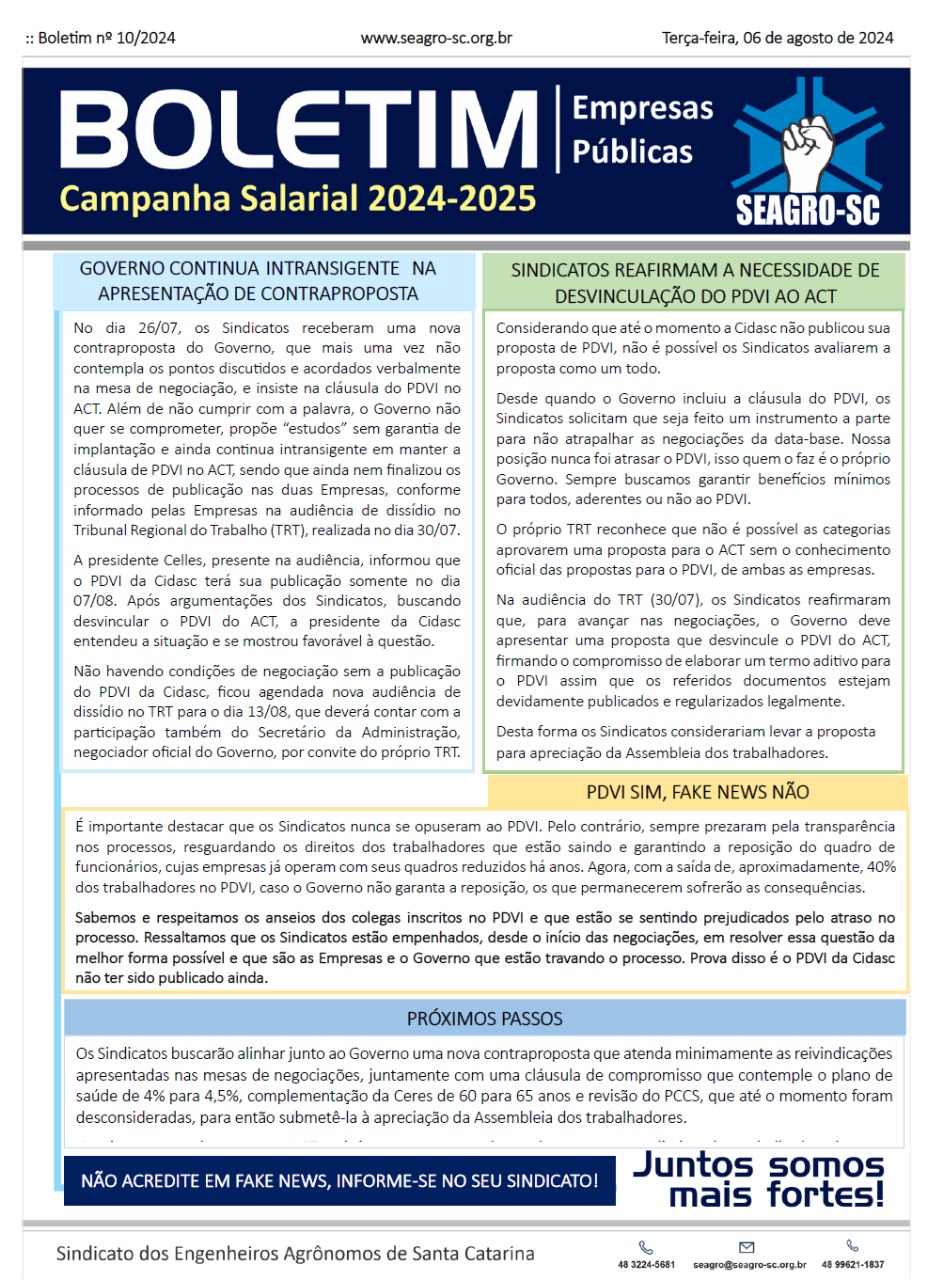 :: Boletim nº 10/2024
www.seagro-sc.org.br
Terça-feira, 06 de agosto de 2024
BOLETIM
Empresas
Públicas
Campanha Salarial 2024-2025
SEAGRO-SC
GOVERNO CONTINUA INTRANSIGENTE NA
APRESENTAÇÃO DE CONTRAPROPOSTA
No dia 26/07, os Sindicatos receberam uma nova
contraproposta do Governo, que mais uma vez não
contempla os pontos discutidos e acordados verbalmente
na mesa de negociação, e insiste na cláusula do PDVI no
ACT. Além de não cumprir com a palavra, o Governo não
quer se comprometer, propõe “estudos” sem garantia de
implantação e ainda continua intransigente em manter a
cláusula de PDVI no ACT, sendo que ainda nem finalizou os
processos de publicação nas duas Empresas, conforme
informado pelas Empresas na audiência de dissídio no
Tribunal Regional do Trabalho (TRT), realizada no dia 30/07.
A presidente Celles, presente na audiência, informou que
o PDVI da Cidasc terá sua publicação somente no dia
07/08. Após argumentações dos Sindicatos, buscando
desvincular o PDVI do ACT, a presidente da Cidasc
entendeu a situação e se mostrou favorável à questão.
Não havendo condições de negociação sem a publicação
do PDVI da Cidasc, ficou agendada nova audiência de
dissídio no TRT para o dia 13/08, que deverá contar com a
participação também do Secretário da Administração,
negociador oficial do Governo, por convite do próprio TRT.
SINDICATOS REAFIRMAM A NECESSIDADE DE
DESVINCULAÇÃO DO PDVI AO ACT
Considerando que até o momento a Cidasc não publicou sua
proposta de PDVI, não é possível os Sindicatos avaliarem a
proposta como um todo.
Desde quando o Governo incluiu a cláusula do PDVI, os
Sindicatos solicitam que seja feito um instrumento a parte
para não atrapalhar as negociações da data-base. Nossa
posição nunca foi atrasar o PDVI, isso quem o faz é o próprio
Governo. Sempre buscamos garantir benefícios mínimos
para todos, aderentes ou não ao PDVI.
O próprio TRT reconhece que não é possível as categorias
aprovarem uma proposta para o ACT sem o conhecimento
oficial das propostas para o PDVI, de ambas as empresas.
Na audiência do TRT (30/07), os Sindicatos reafirmaram
que, para avançar nas negociações, o Governo deve
apresentar uma proposta que desvincule o PDVI do ACT,
firmando o compromisso de elaborar um termo aditivo para
o PDVI assim que os referidos documentos estejam
devidamente publicados e regularizados legalmente.
Desta forma os Sindicatos considerariam levar a proposta
para apreciação da Assembleia dos trabalhadores.
PDVI SIM, FAKE NEWS NÃO
É importante destacar que os Sindicatos nunca se opuseram ao PDVI. Pelo contrário, sempre prezaram pela transparência
nos processos, resguardando os direitos dos trabalhadores que estão saindo e garantindo a reposição do quadro de
funcionários, cujas empresas já operam com seus quadros reduzidos há anos. Agora, com a saída de, aproximadamente, 40%
dos trabalhadores no PDVI, caso o Governo não garanta a reposição, os que permanecerem sofrerão as consequências.
Sabemos e respeitamos os anseios dos colegas inscritos no PDVI e que estão se sentindo prejudicados pelo atraso no
processo. Ressaltamos que os Sindicatos estão empenhados, desde o início das negociações, em resolver essa questão da
melhor forma possível e que são as Empresas e o Governo que estão travando o processo. Prova disso é o PDVI da Cidasc
não ter sido publicado ainda.
PRÓXIMOS PASSOS
Os Sindicatos buscarão alinhar junto ao Governo uma nova contraproposta que atenda minimamente as reivindicações
apresentadas nas mesas de negociações, juntamente com uma cláusula de compromisso que contemple o plano de
saúde de 4% para 4,5%, complementação da Ceres de 60 para 65 anos e revisão do PCCS, que até o momento foram
desconsideradas, para então submetê-la à apreciação da Assembleia dos trabalhadores.
NÃO ACREDITE EM FAKE NEWS, INFORME-SE NO SEU SINDICATO!
Juntos somos
mais fortes!
Sindicato dos Engenheiros Agrônomos de Santa Catarina
48 3224-5681
seagro@seagro-sc.org.br
48 99621-1837